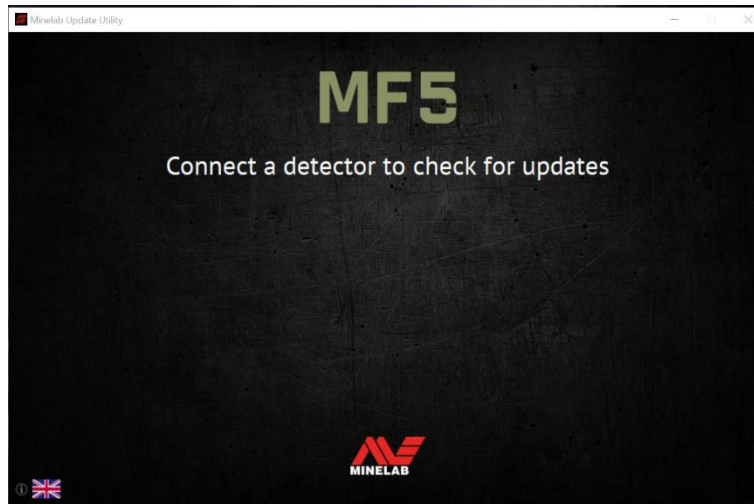 Minelab Update Utility
MF5
Connect a detector to check for updates
MINELAB